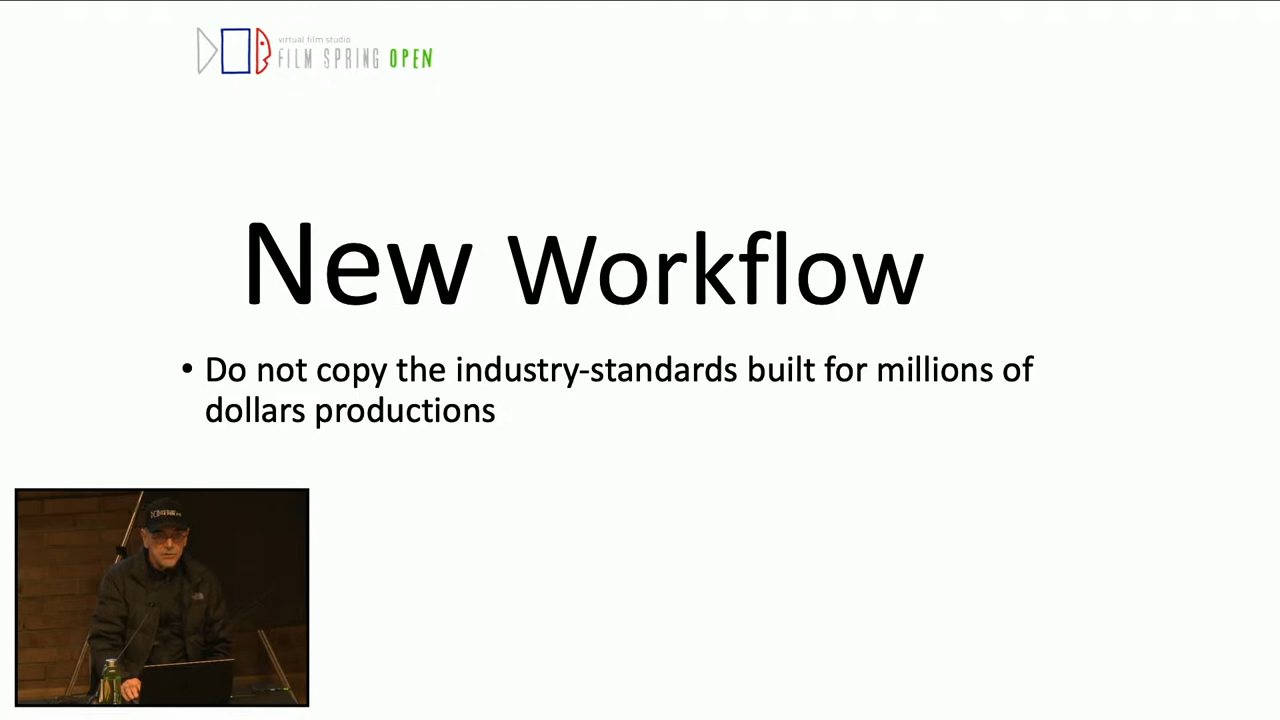 virtual film studio
FILM SPRING OPEN
New Workflow
• Do not copy the industry-standards built for millions of
dollars productions